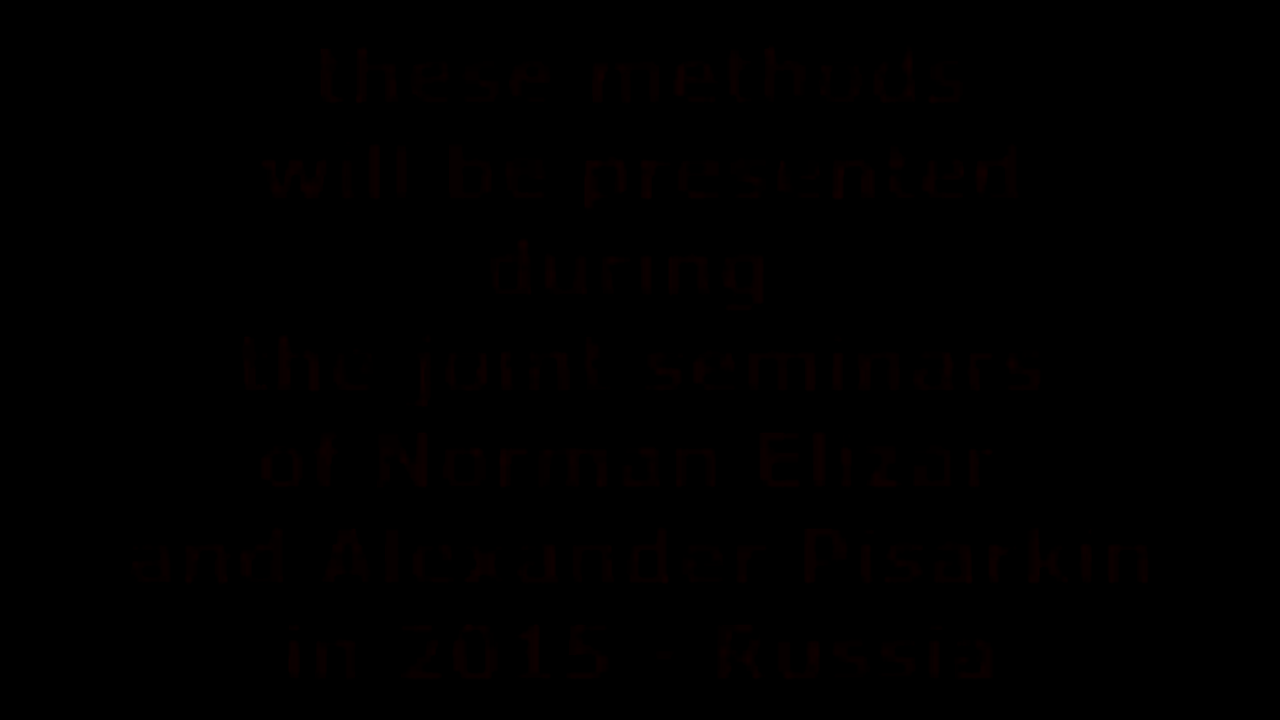 these methods
will be presented
during
the joint seminars
of Norman Elizar
and Alexander Pisarkin
in 2015 - Russia